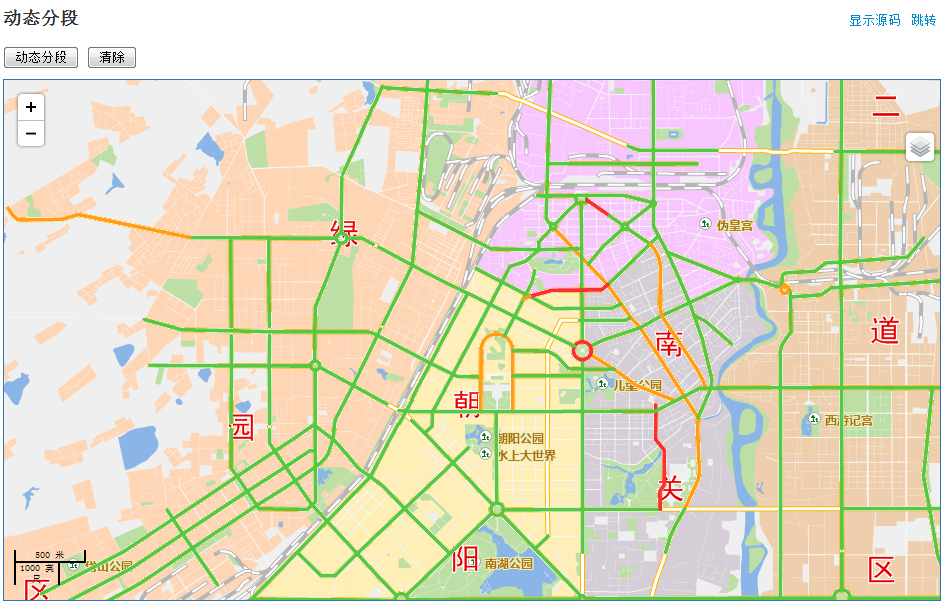 动态分段
显示源码 跳转
动态分段 清除
+
−
二
绿
伪皇宫
道
南
儿童公园
朝
园
西游记宫
朝阳公园
水上大世界
关
500 米
1000 英尺
岱山公园
阳
南湖公园
区
区